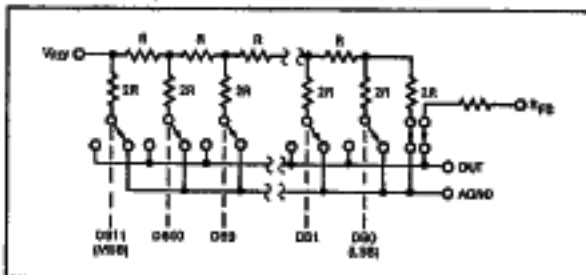 R R R R
VREF
2R 2R 2R 2R 2R 2R
RFB
OUT
AGND
DB11 DB10 DB9 DB1 DB0
(MSB) (LSB)